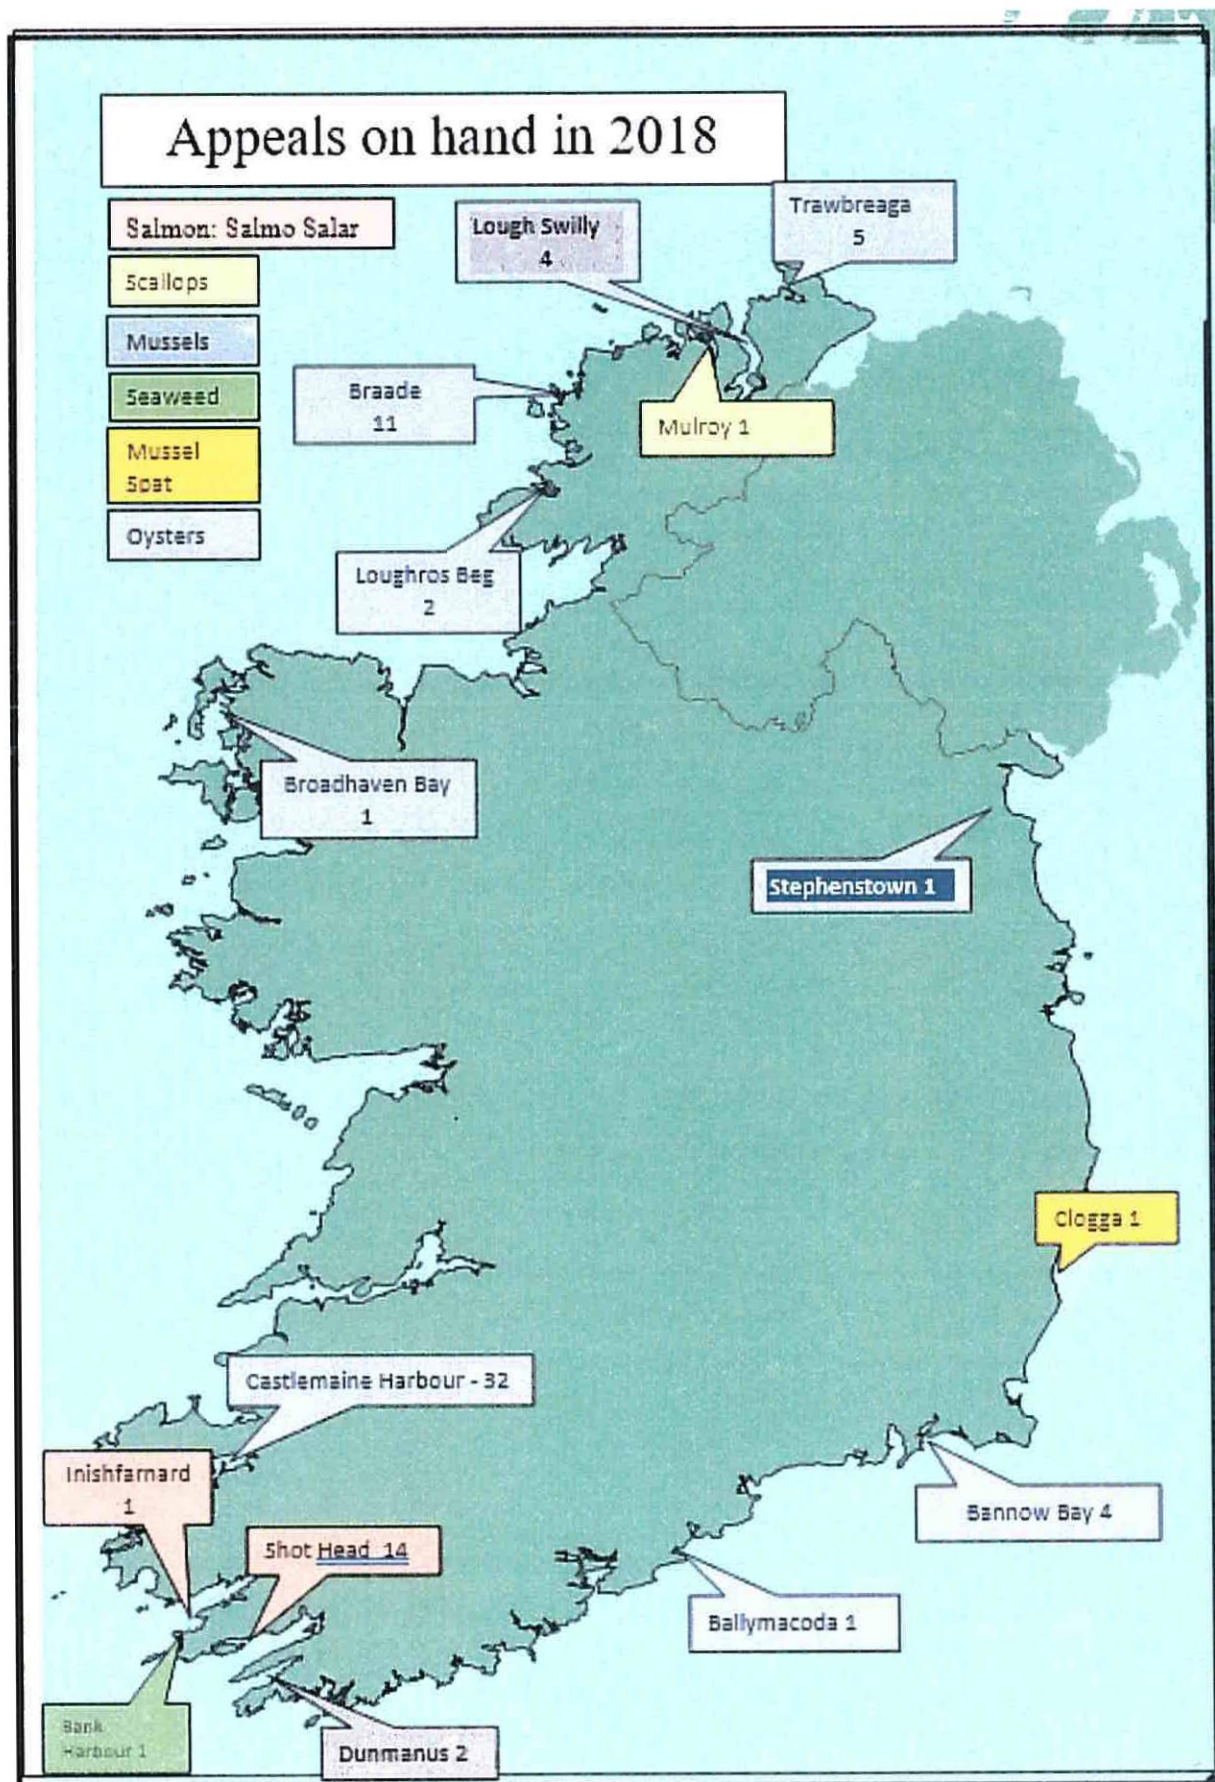 Appeals on hand in 2018
Salmon: Salmo Salar
Scallops
Mussels
Seaweed
Mussel
Spat
Oysters
Lough Swilly
4
Trawbreaga
5
Braade
11
Mulroy 1
Loughros Beg
2
Broadhaven Bay
1
Stephenstown 1
Clogga 1
Castlemaine Harbour - 32
Inishfarnard
1
Shot Head 14
Bannow Bay 4
Ballymacoda 1
Bank
Harbour 1
Dunmanus 2